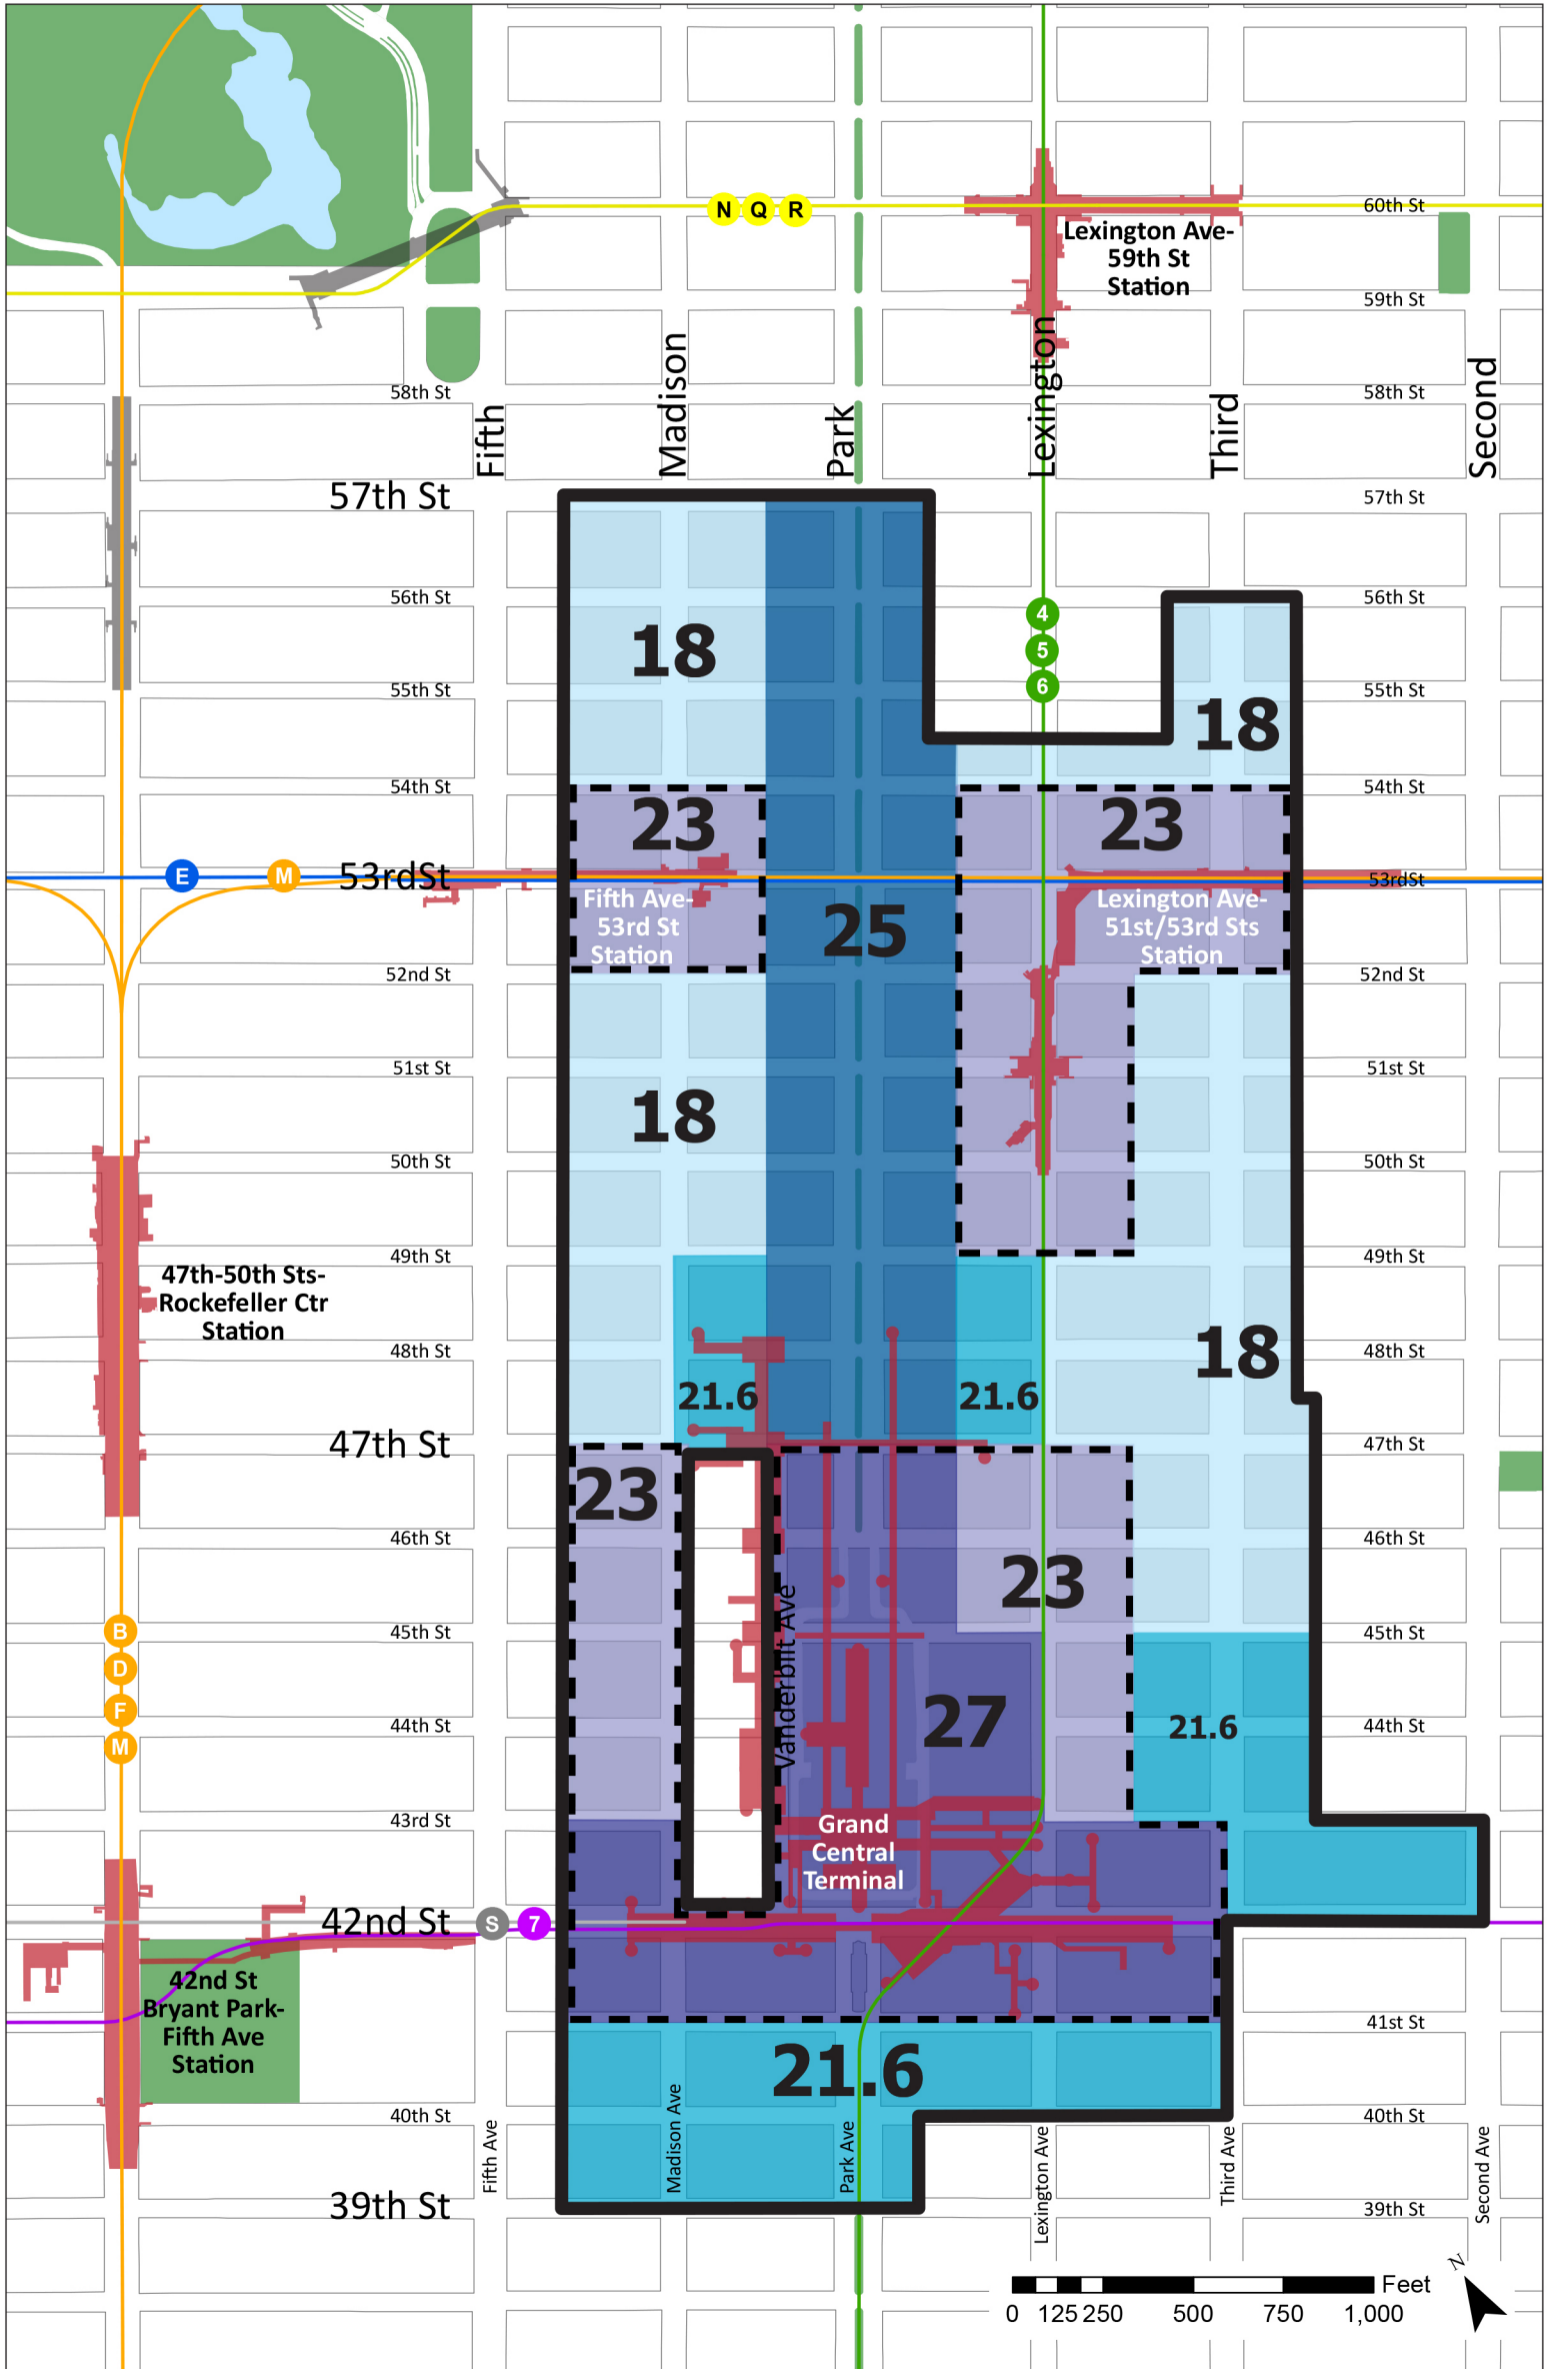 N Q R
60th St
Lexington Ave-
59th St
Station
59th St
58th St
58th St
Fifth
Madison
Park
Lexington
Third
Second
57th St
57th St
56th St
56th St
4
5
6
18
55th St
55th St
18
54th St
54th St
23
23
E
M
53rdSt
53rdSt
Fifth Ave-
53rd St
Station
25
Lexington Ave-
51st/53rd Sts
Station
52nd St
52nd St
51st St
51st St
18
50th St
50th St
49th St
49th St
47th-50th Sts-
Rockefeller Ctr
Station
18
48th St
48th St
21.6
21.6
47th St
47th St
23
46th St
46th St
23
Vanderbilt Ave
B
D
F
M
45th St
45th St
27
21.6
44th St
44th St
43rd St
43rd St
Grand
Central
Terminal
42nd St
S
7
42nd St
Bryant Park-
Fifth Ave
Station
41st St
21.6
40th St
40th St
Fifth Ave
Madison Ave
Park Ave
Lexington Ave
Third Ave
Second Ave
39th St
39th St
N
Feet
0 125 250 500 750 1,000